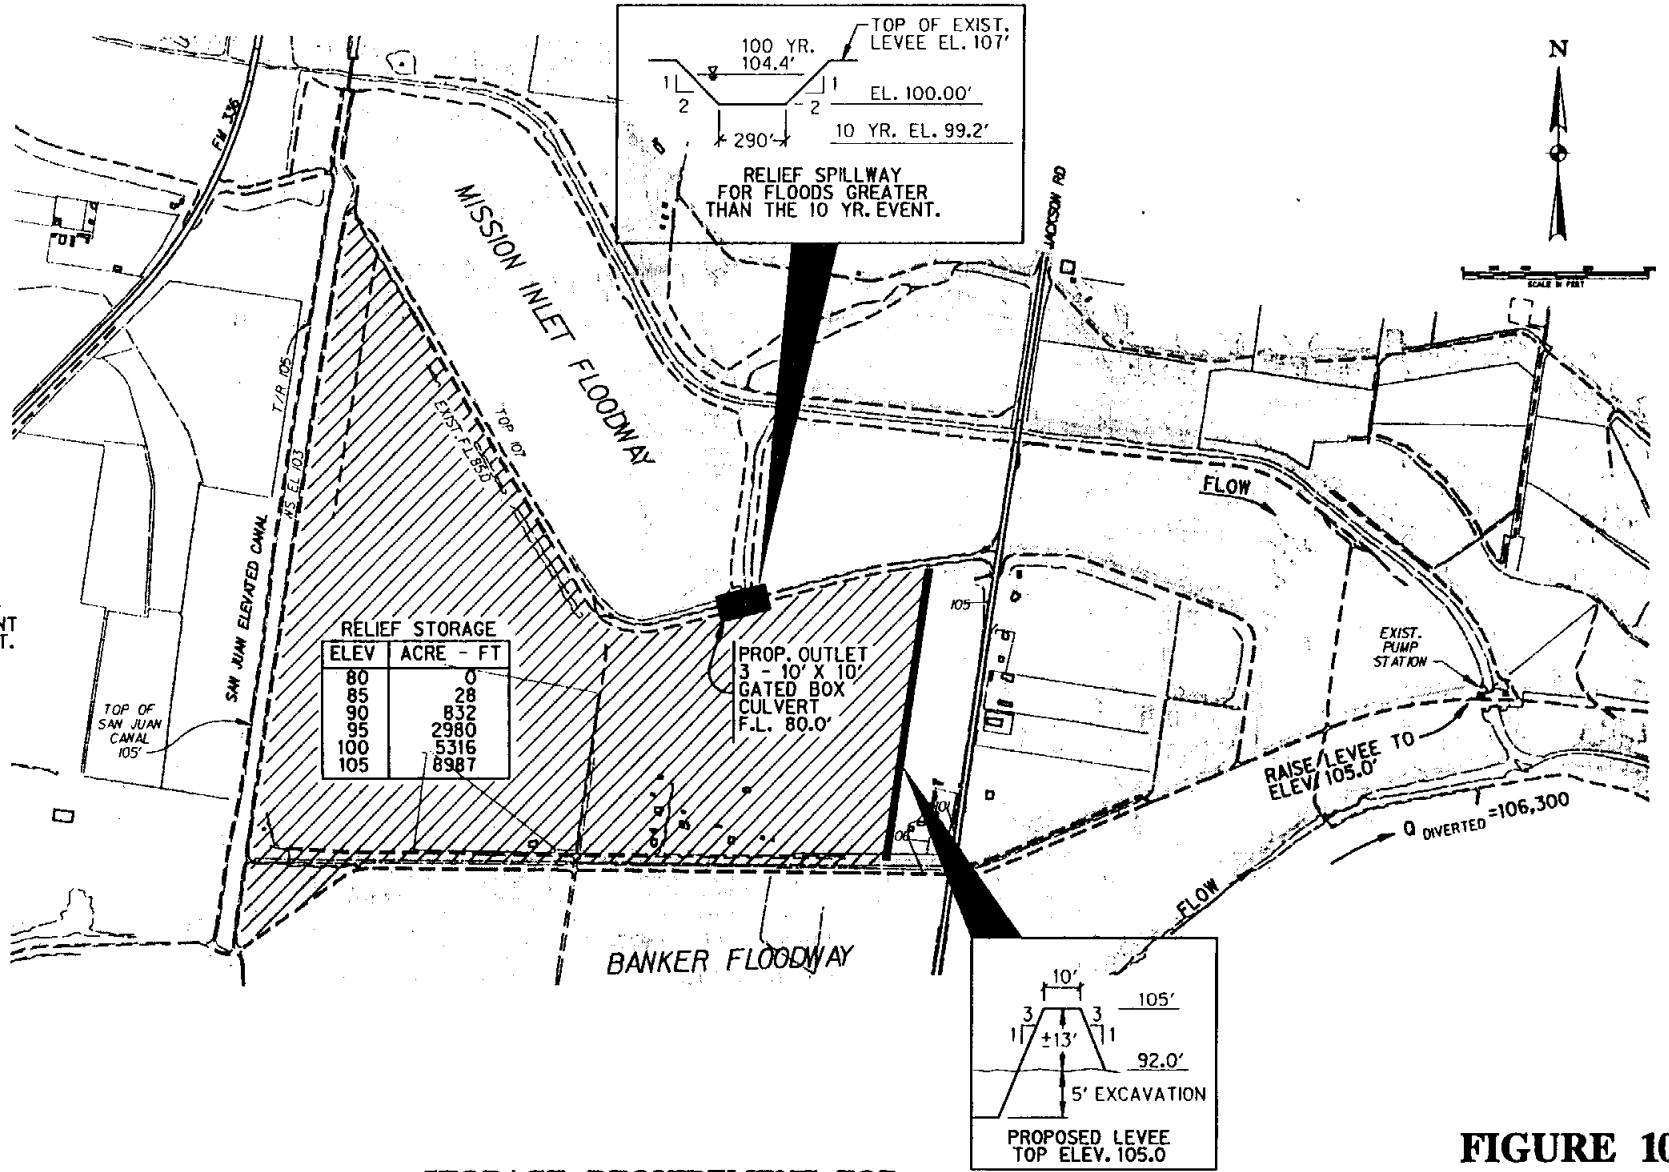 TOP OF EXIST.
LEVEE EL. 107'
100 YR.
104.4'
1
2
1
2
EL. 100.00'
10 YR. EL. 99.2'
290'
RELIEF SPILLWAY
FOR FLOODS GREATER
THAN THE 10 YR. EVENT.
N
SCALE IN FEET
FM 336
JACKSON RD
MISSION INLET FLOODWAY
T/R 105
TOP 107
EXIST. F.L. 85.0
NS EL 103
SAN JUAN ELEVATED CANAL
FLOW
105
NT
T.
RELIEF STORAGE
ELEV ACRE - FT
80 0
85 28
90 832
95 2980
100 5316
105 8987
PROP. OUTLET
3 - 10' X 10'
GATED BOX
CULVERT
F.L. 80.0'
EXIST.
PUMP
STATION
TOP OF
SAN JUAN
CANAL
105'
RAISE LEVEE TO
ELEV. 105.0'
Q DIVERTED =106,300
FLOW
BANKER FLOODWAY
10'
105'
3
1
3
1
±13'
92.0'
5' EXCAVATION
PROPOSED LEVEE
TOP ELEV. 105.0
FIGURE 10